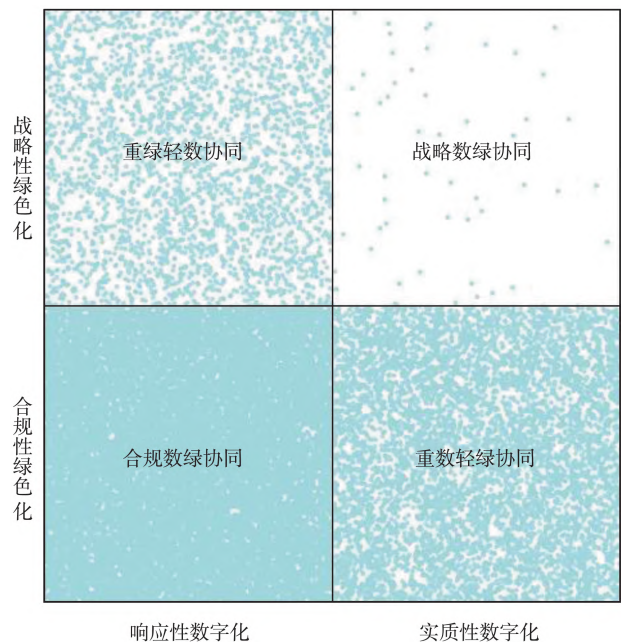 战略性绿色化
重绿轻数协同
战略数绿协同
合规性绿色化
合规数绿协同
重数轻绿协同
响应性数字化
实质性数字化